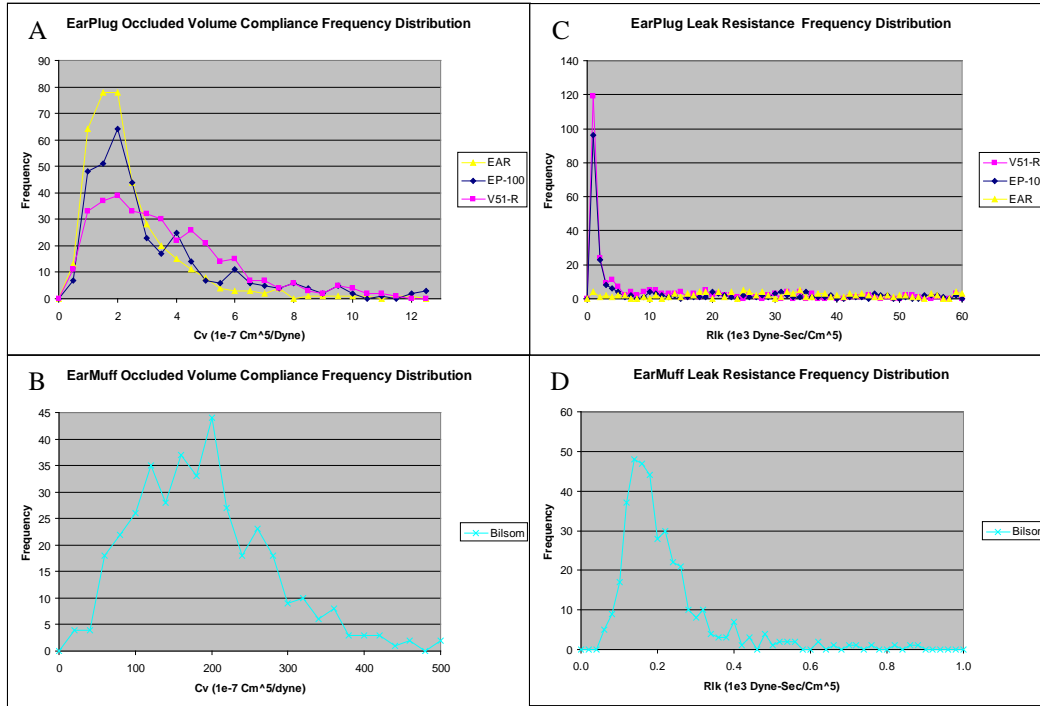 A
EarPlug Occluded Volume Compliance Frequency Distribution
Frequency
90
80
70
60
50
40
30
20
10
0
0 2 4 6 8 10 12
Cv (1e-7 Cm^5/Dyne)
EAR
EP-100
V51-R
C
EarPlug Leak Resistance Frequency Distribution
Frequency
140
120
100
80
60
40
20
0
0 10 20 30 40 50 60
Rlk (1e3 Dyne-Sec/Cm^5)
V51-R
EP-10
EAR
B
EarMuff Occluded Volume Compliance Frequency Distribution
Frequency
45
40
35
30
25
20
15
10
5
0
0 100 200 300 400 500
Cv (1e-7 Cm^5/dyne)
Bilsom
D
EarMuff Leak Resistance Frequency Distribution
Frequency
60
50
40
30
20
10
0
0.0 0.2 0.4 0.6 0.8 1.0
Rlk (1e3 Dyne-Sec/Cm^5)
Bilsom